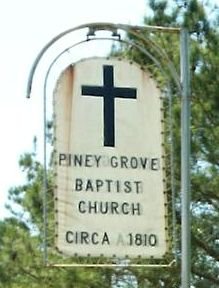 PINEY GROVE
BAPTIST
CHURCH
CIRCA 1810